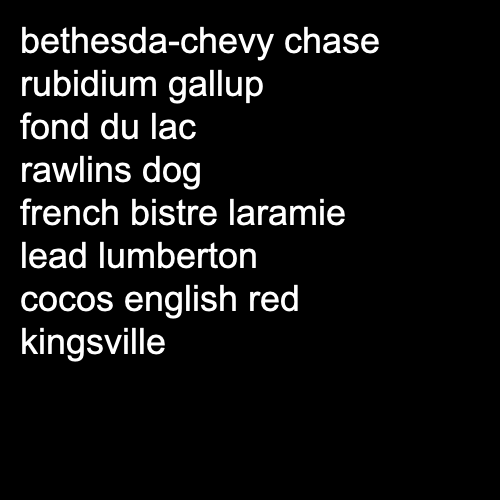 bethesda-chevy chase
rubidium gallup
fond du lac
rawlins dog
french bistre laramie
lead lumberton
cocos english red
kingsville